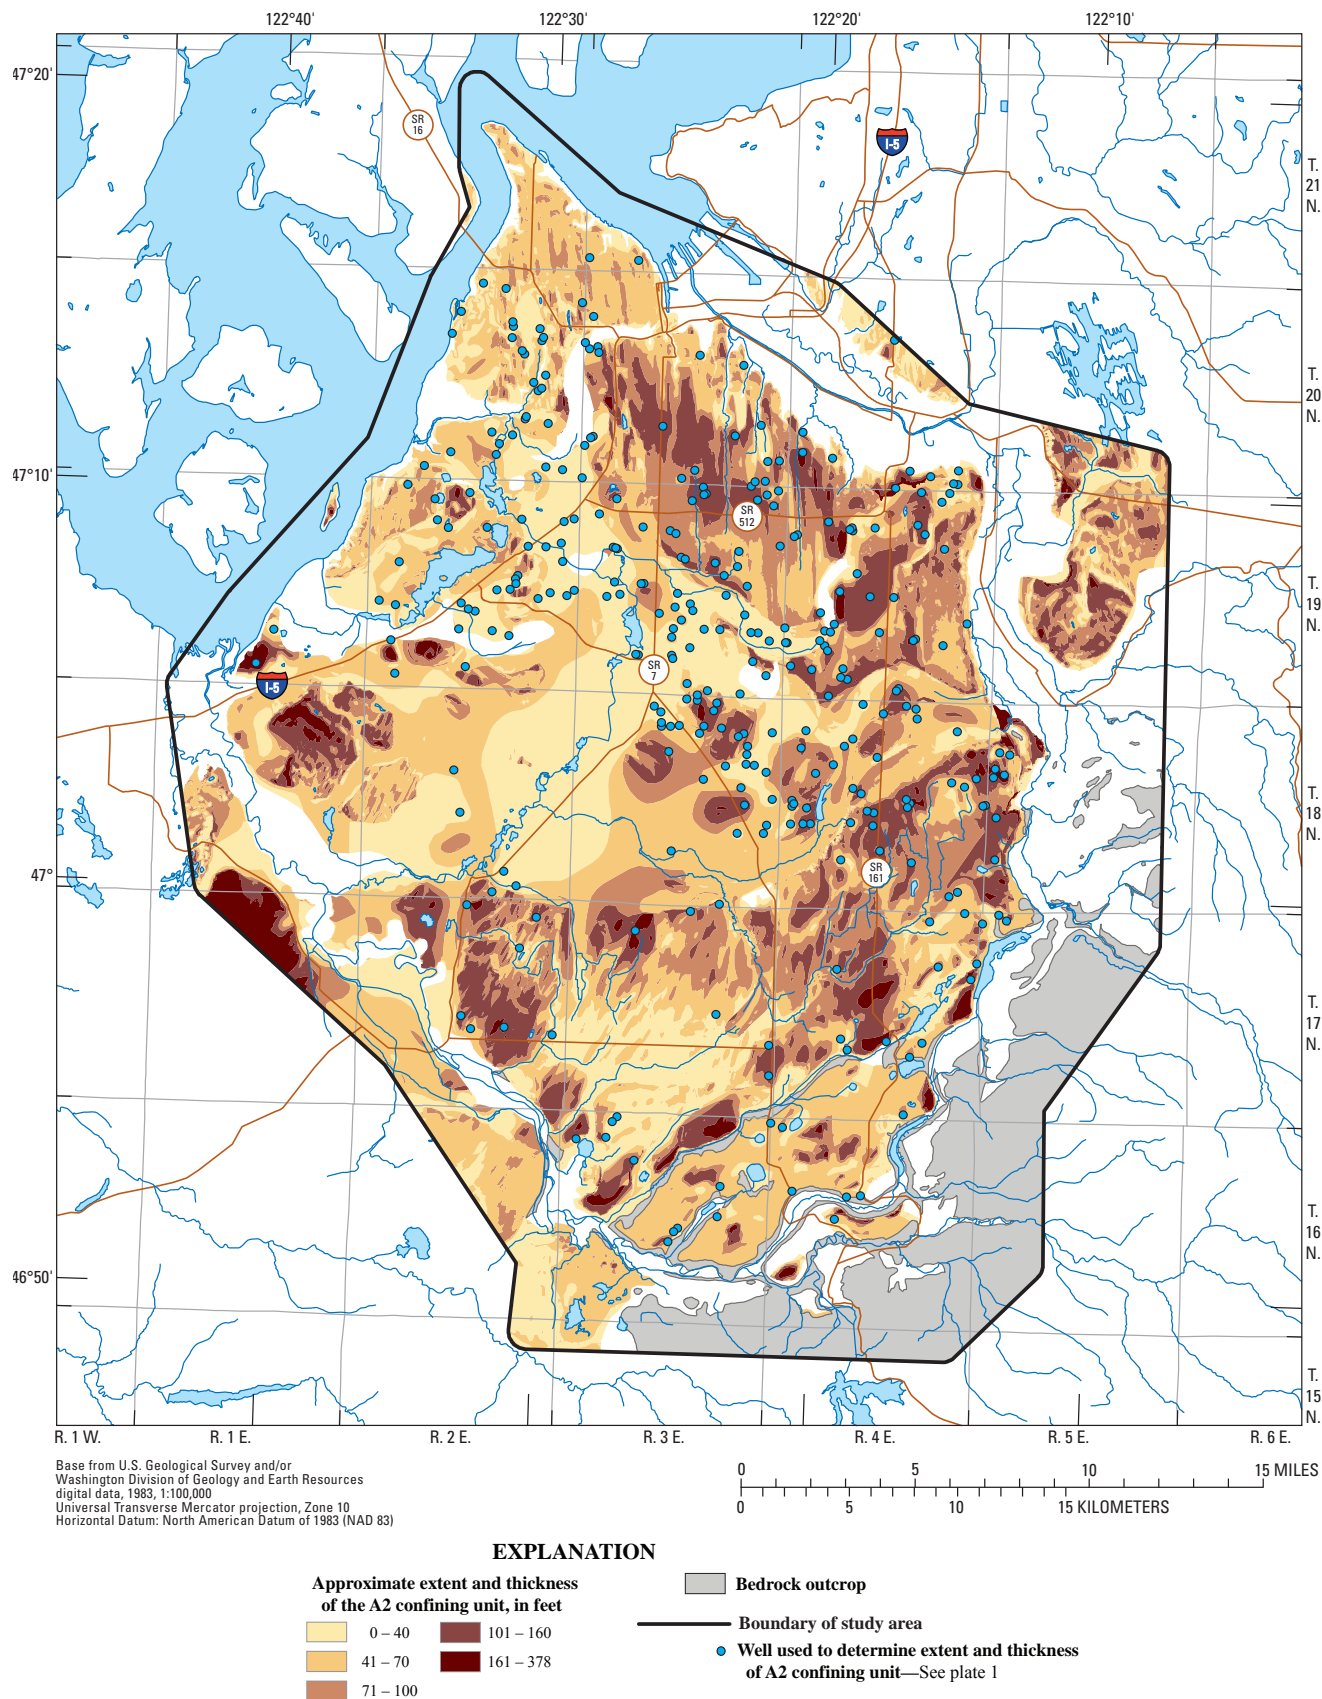 122°40'
122°30'
122°20'
122°10'
47°20'
SR
16
I-5
T.
21
N.
T.
20
N.
47°10'
SR
512
T.
19
N.
SR
7
I-5
T.
18
N.
47°
SR
161
T.
17
N.
T.
16
N.
46°50'
T.
15
N.
R. 1 W.
R. 1 E.
R. 2 E.
R. 3 E.
R. 4 E.
R. 5 E.
R. 6 E.
Base from U.S. Geological Survey and/or
Washington Division of Geology and Earth Resources
digital data, 1983, 1:100,000
Universal Transverse Mercator projection, Zone 10
Horizontal Datum: North American Datum of 1983 (NAD 83)
0 5 10 15 MILES
0 5 10 15 KILOMETERS
EXPLANATION
Approximate extent and thickness
of the A2 confining unit, in feet
0 – 40
41 – 70
71 – 100
101 – 160
161 – 378
Bedrock outcrop
Boundary of study area
Well used to determine extent and thickness
of A2 confining unit—See plate 1